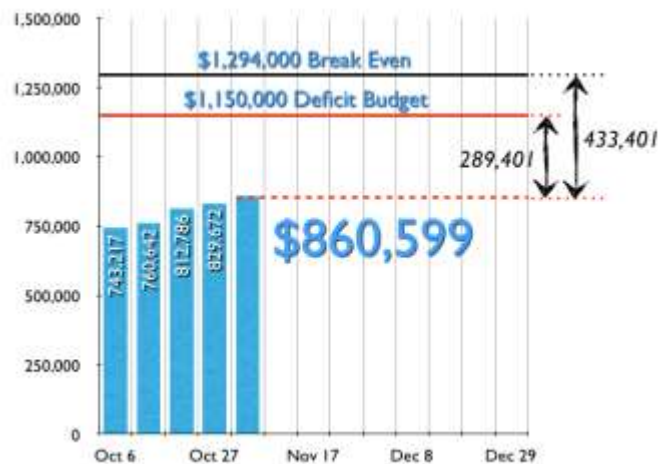 1,500,000
$1,294,000 Break Even
1,250,000
$1,150,000 Deficit Budget
433,401
289,401
1,000,000
750,000
$860,599
743,217
760,642
812,786
829,672
500,000
250,000
0
Oct 6
Oct 27
Nov 17
Dec 8
Dec 29